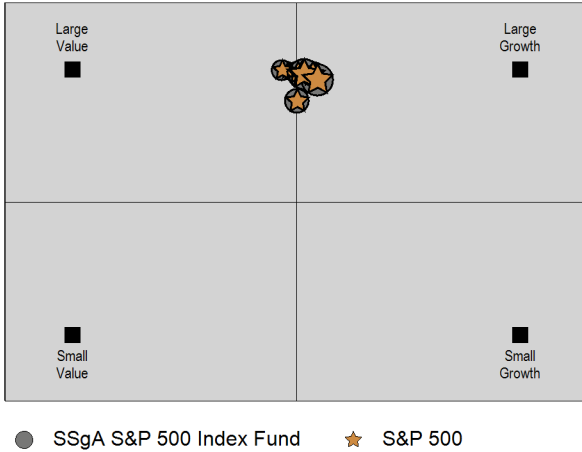 Large
Value
Large
Growth
Small
Value
Small
Growth
SSgA S&P 500 Index Fund
S&P 500